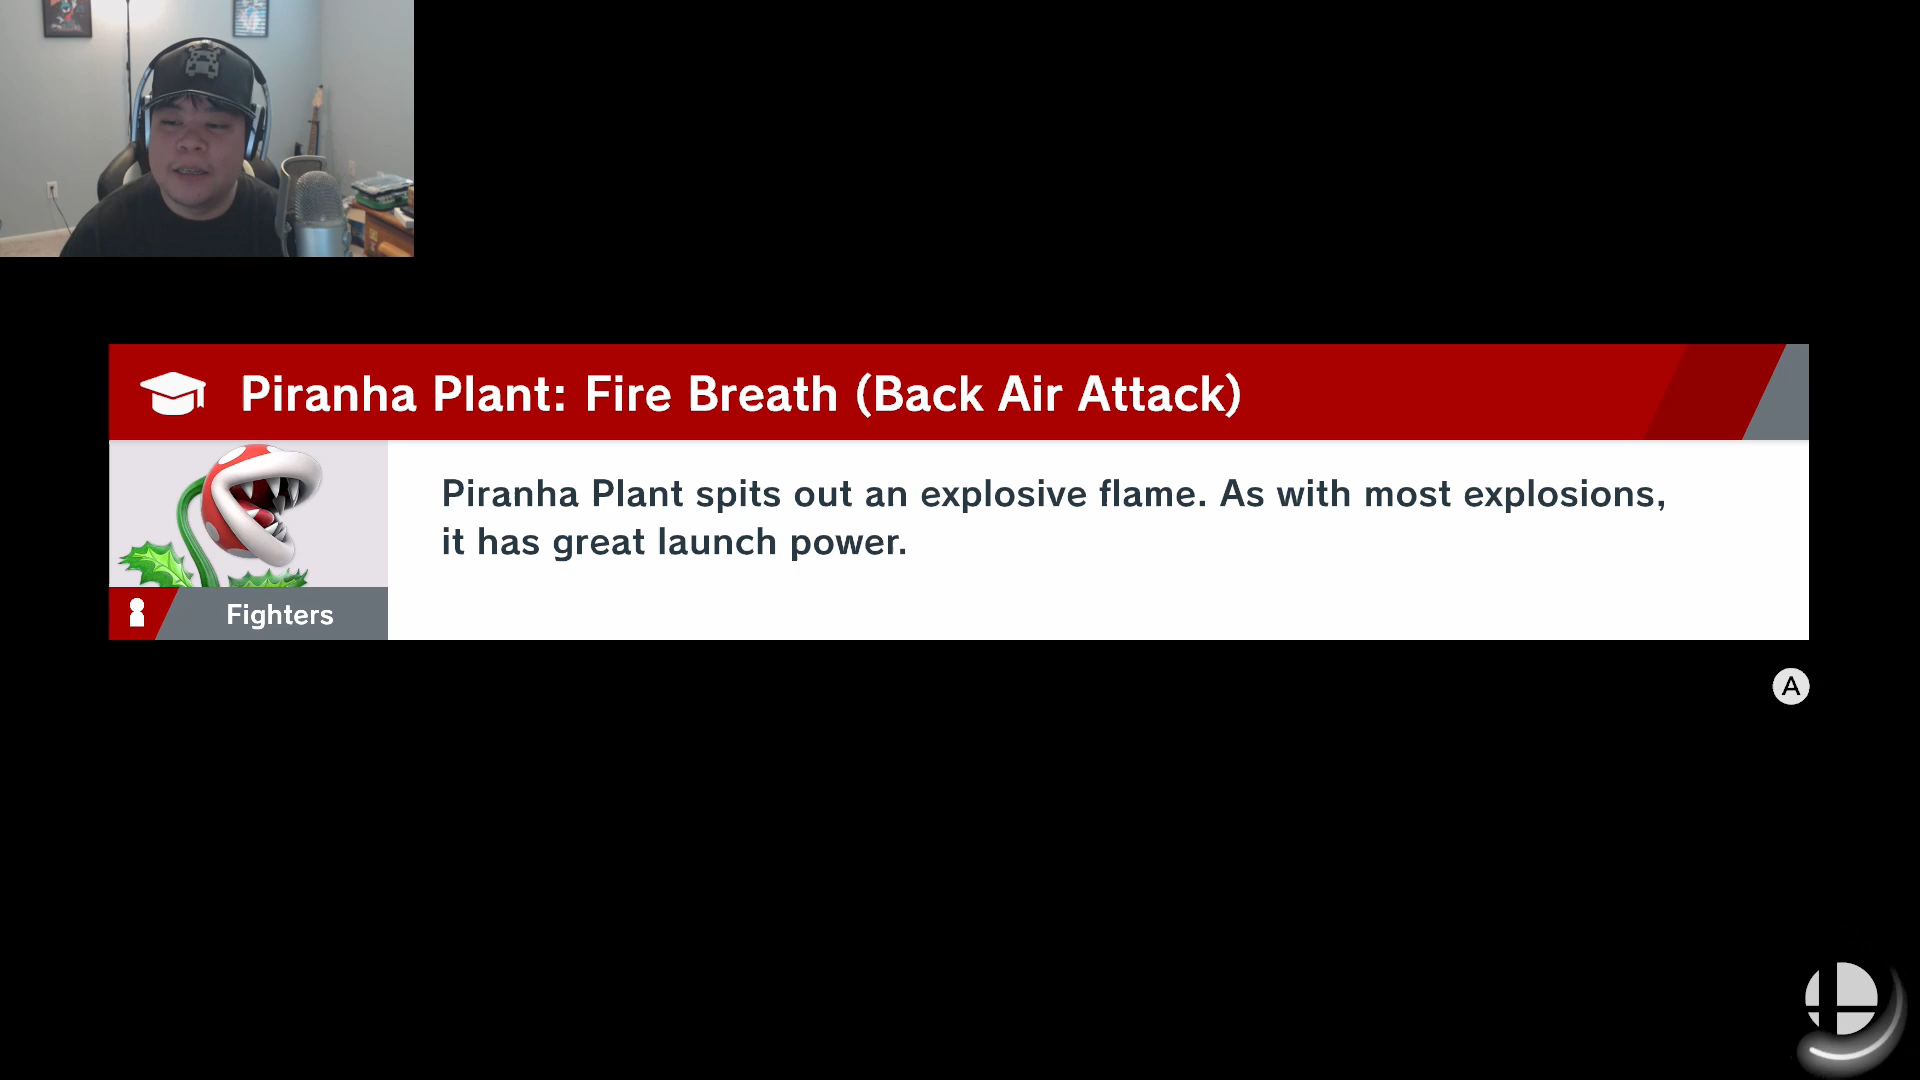 Piranha Plant: Fire Breath (Back Air Attack)
Piranha Plant spits out an explosive flame. As with most explosions,
it has great launch power.
Fighters
A